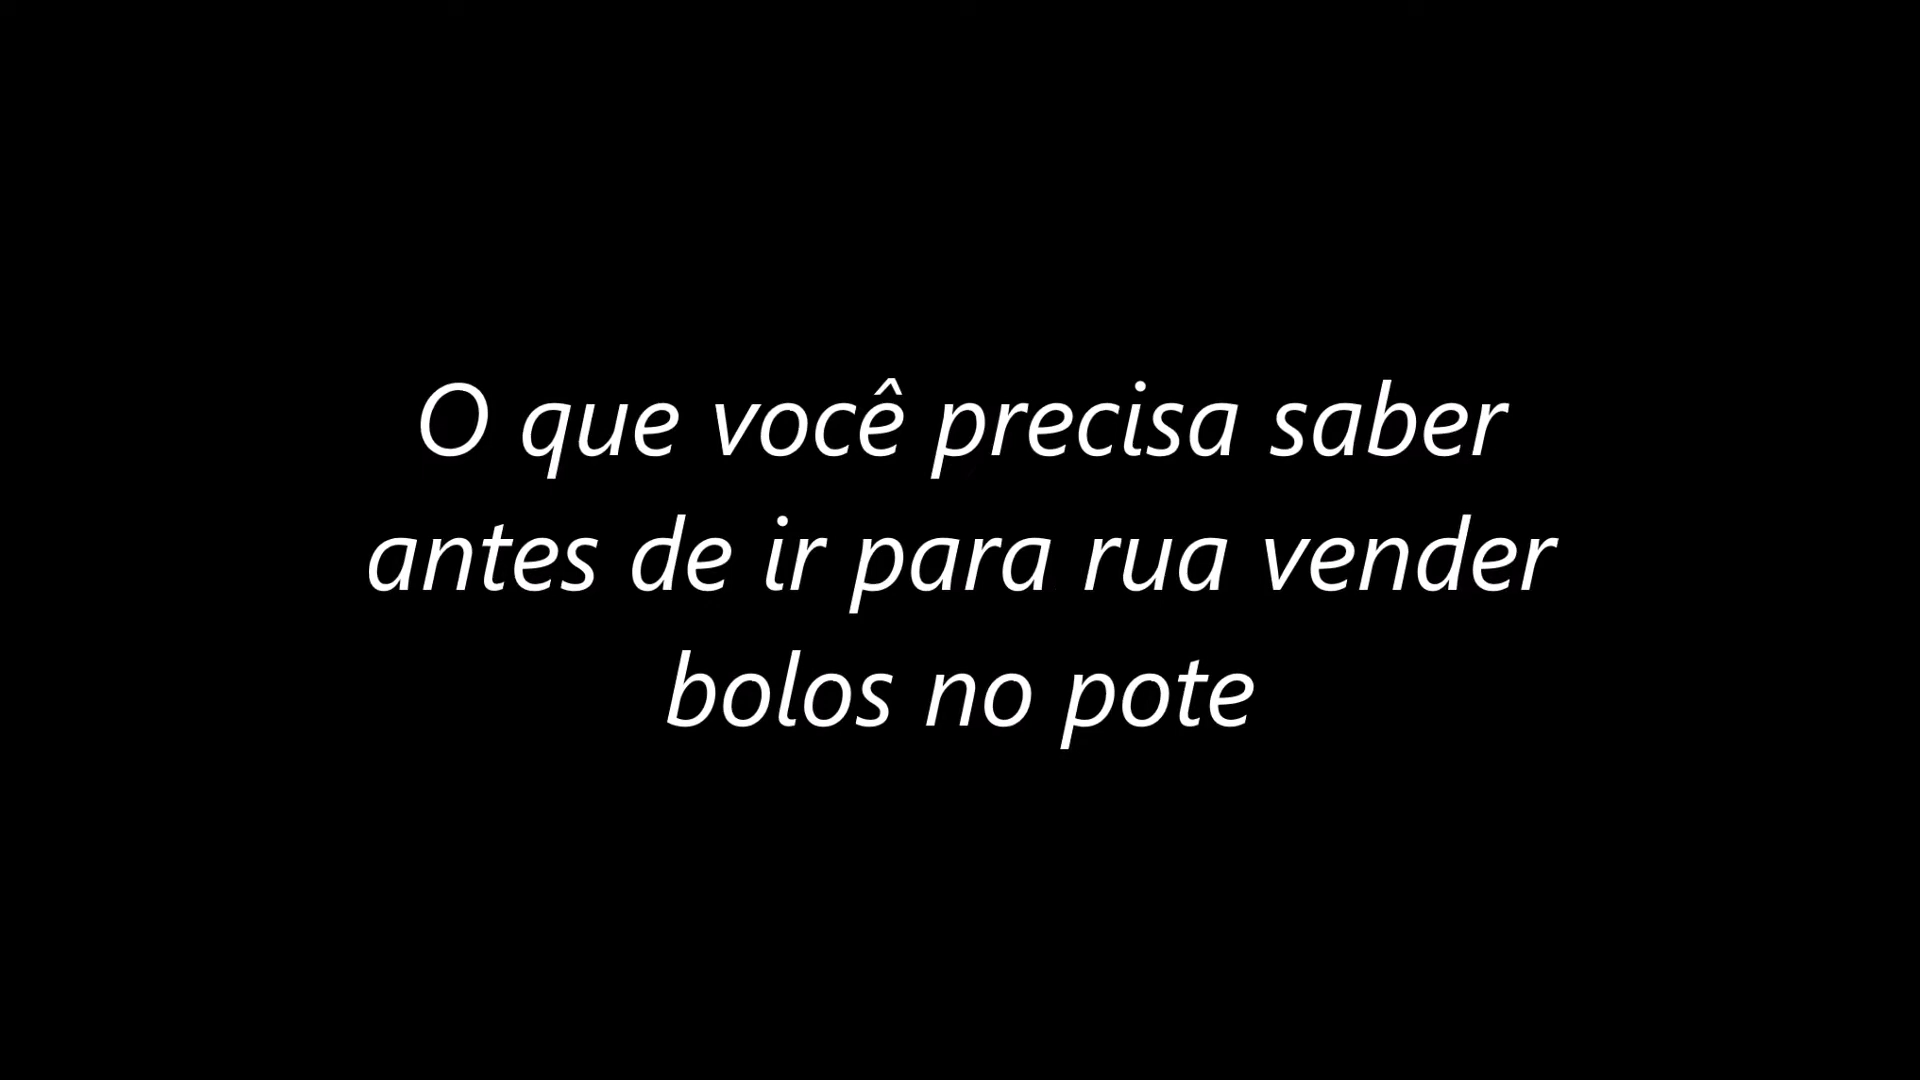 O que você precisa saber
antes de ir para rua vender
bolos no pote